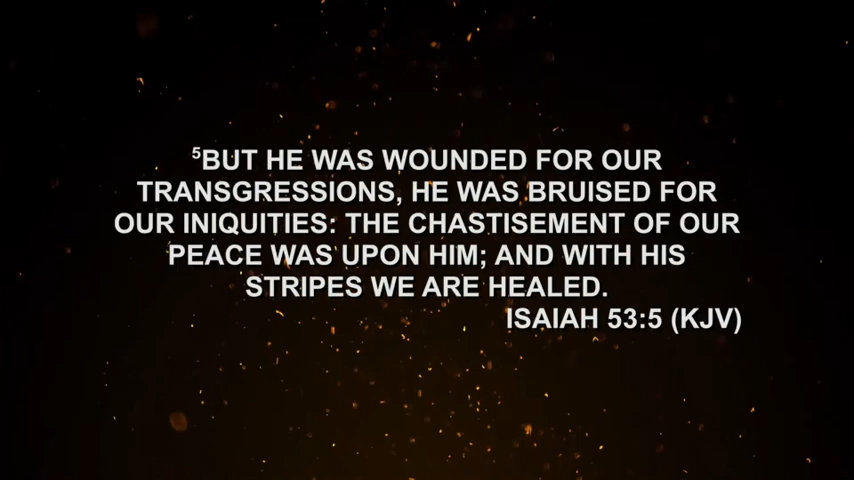 ⁵BUT HE WAS WOUNDED FOR OUR
TRANSGRESSIONS, HE WAS BRUISED FOR
OUR INIQUITIES: THE CHASTISEMENT OF OUR
PEACE WAS UPON HIM; AND WITH HIS
STRIPES WE ARE HEALED.
ISAIAH 53:5 (KJV)